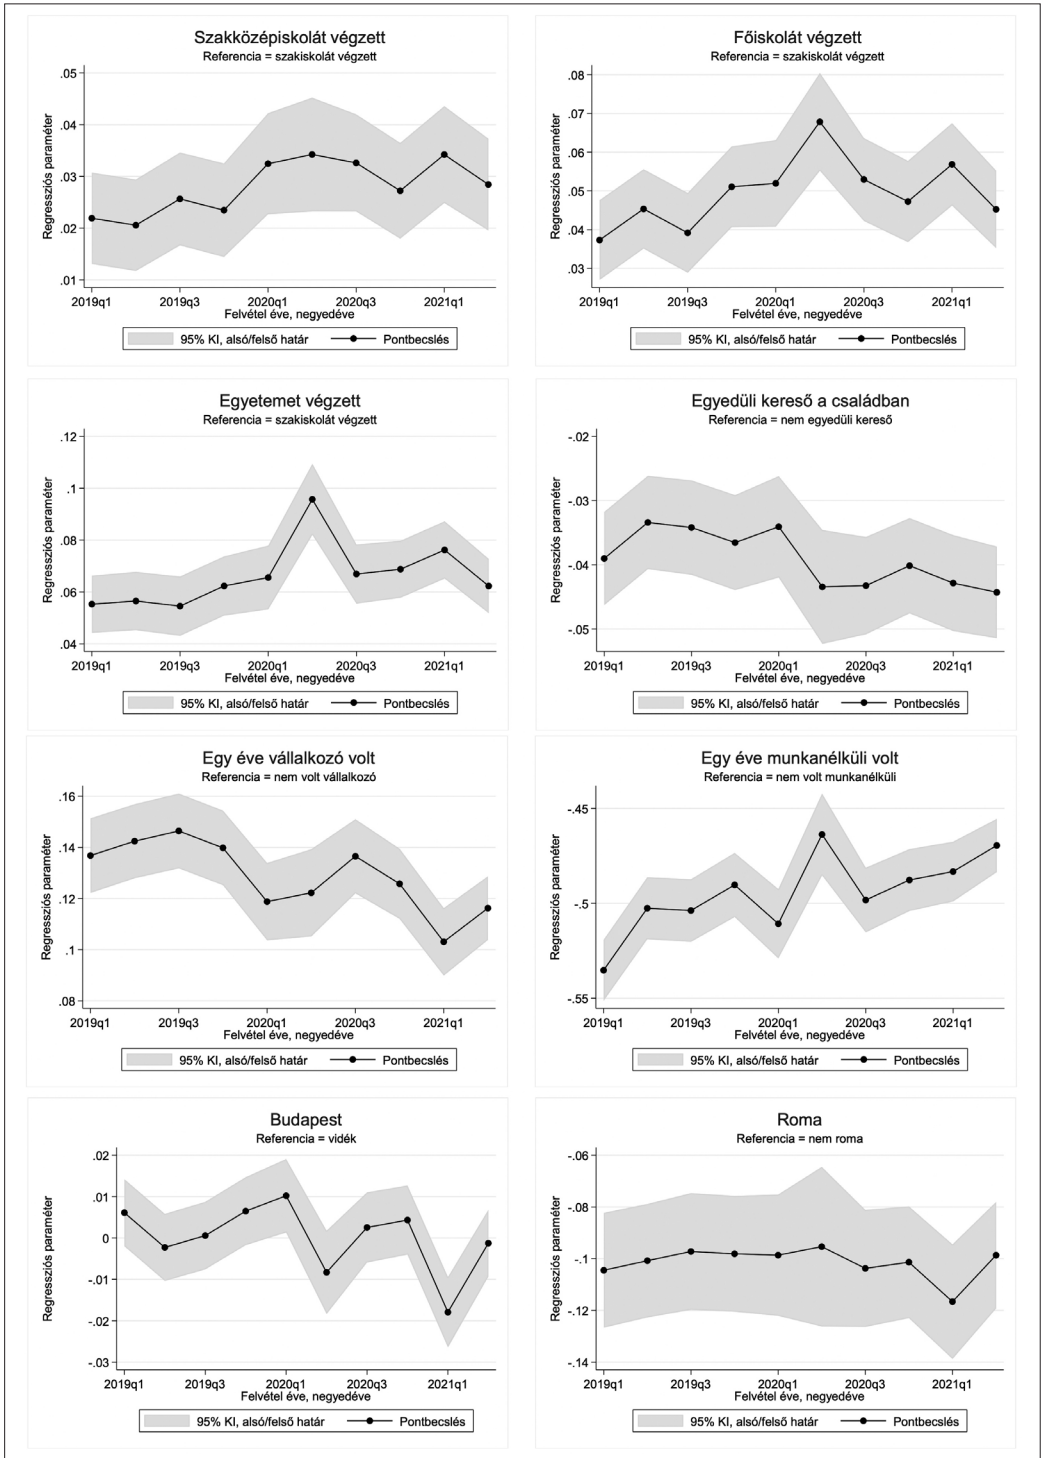 Szakközépiskolát végzett
Referencia = szakiskolát végzett
Regressziós paraméter
.05
.04
.03
.02
.01
2019q1 2019q3 2020q1 2020q3 2021q1
Felvétel éve, negyedéve
95% KI, alsó/felső határ Pontbecslés
Főiskolát végzett
Referencia = szakiskolát végzett
Regressziós paraméter
.08
.07
.06
.05
.04
.03
2019q1 2019q3 2020q1 2020q3 2021q1
Felvétel éve, negyedéve
95% KI, alsó/felső határ Pontbecslés
Egyetemet végzett
Referencia = szakiskolát végzett
Regressziós paraméter
.12
.1
.08
.06
.04
2019q1 2019q3 2020q1 2020q3 2021q1
Felvétel éve, negyedéve
95% KI, alsó/felső határ Pontbecslés
Egyedüli kereső a családban
Referencia = nem egyedüli kereső
Regressziós paraméter
-.02
-.03
-.04
-.05
2019q1 2019q3 2020q1 2020q3 2021q1
Felvétel éve, negyedéve
95% KI, alsó/felső határ Pontbecslés
Egy éve vállalkozó volt
Referencia = nem volt vállalkozó
Regressziós paraméter
.16
.14
.12
.1
.08
2019q1 2019q3 2020q1 2020q3 2021q1
Felvétel éve, negyedéve
95% KI, alsó/felső határ Pontbecslés
Egy éve munkanélküli volt
Referencia = nem volt munkanélküli
Regressziós paraméter
-.45
-.5
-.55
2019q1 2019q3 2020q1 2020q3 2021q1
Felvétel éve, negyedéve
95% KI, alsó/felső határ Pontbecslés
Budapest
Referencia = vidék
Regressziós paraméter
.02
.01
0
-.01
-.02
-.03
2019q1 2019q3 2020q1 2020q3 2021q1
Felvétel éve, negyedéve
95% KI, alsó/felső határ Pontbecslés
Roma
Referencia = nem roma
Regressziós paraméter
-.06
-.08
-.1
-.12
-.14
2019q1 2019q3 2020q1 2020q3 2021q1
Felvétel éve, negyedéve
95% KI, alsó/felső határ Pontbecslés